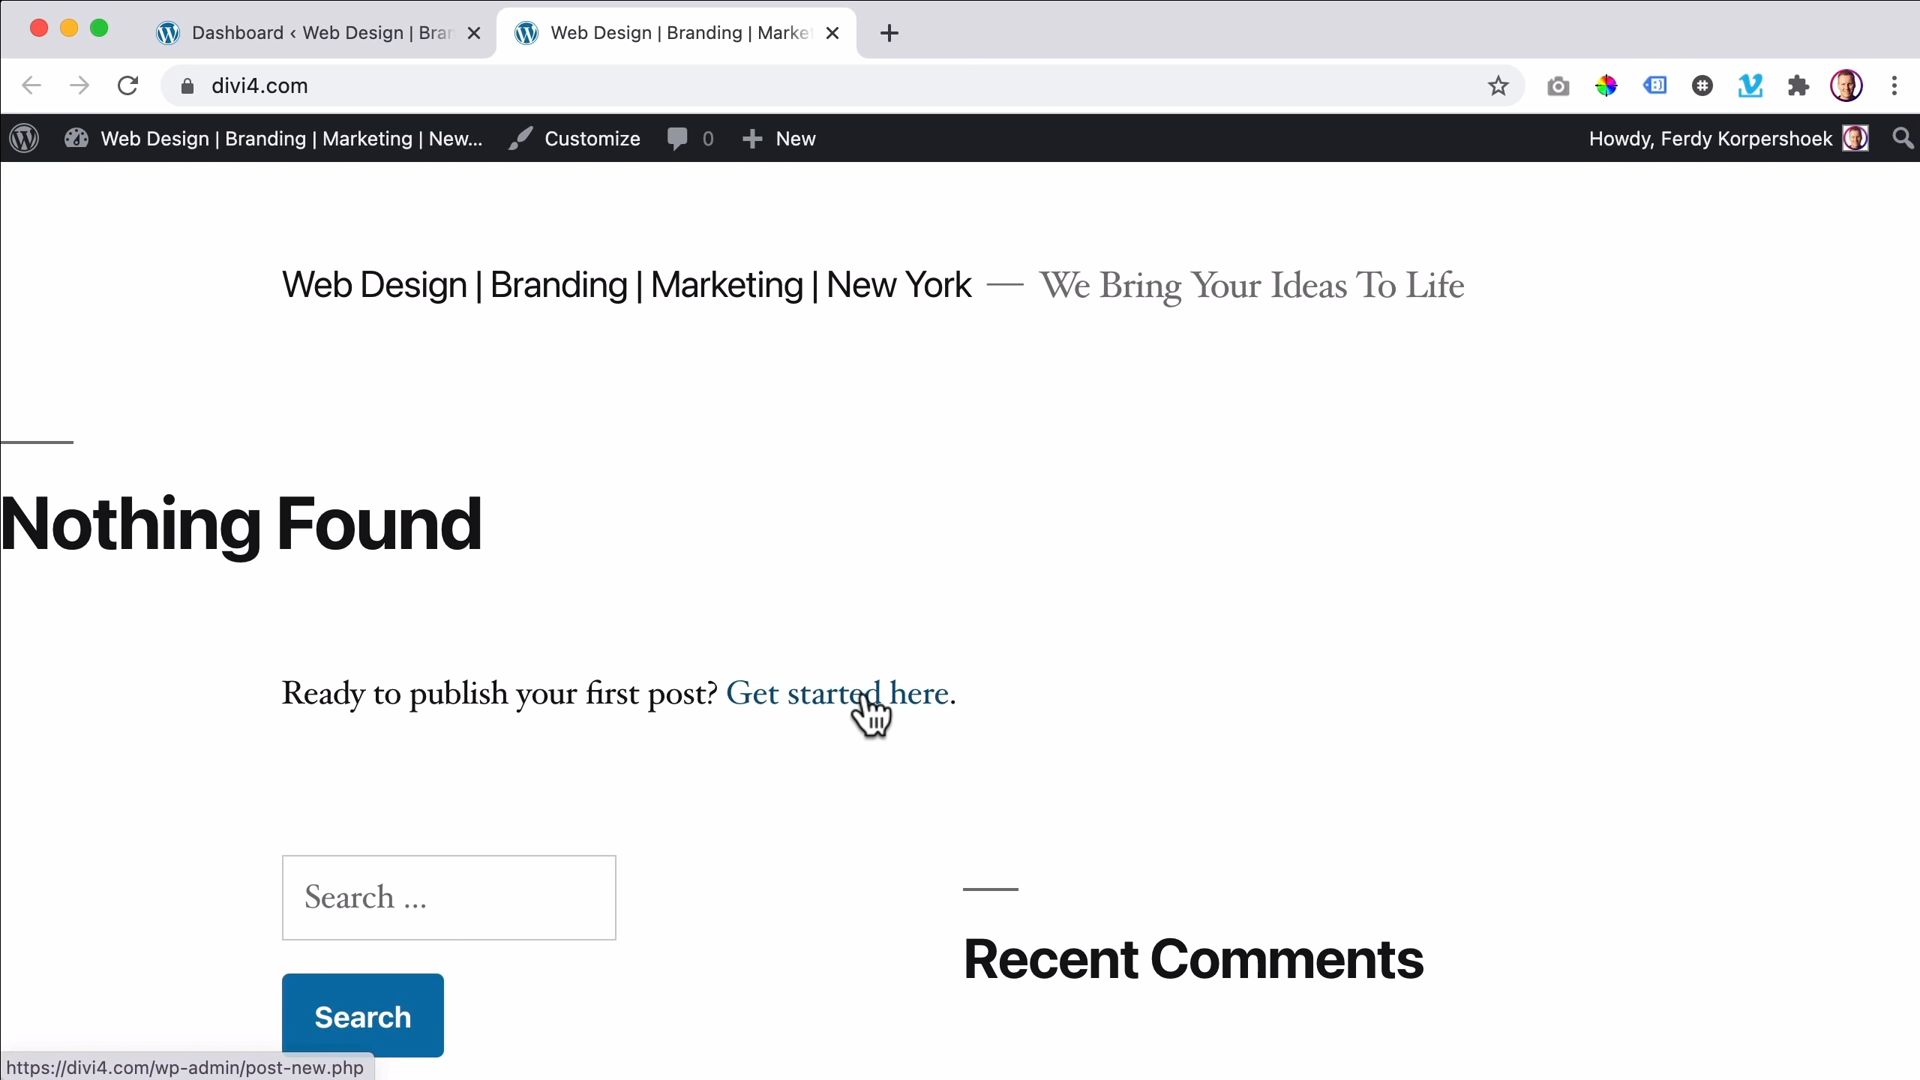 Dashboard ‹ Web Design | Bra
Web Design | Branding | Marke
divi4.com
Web Design | Branding | Marketing | New...
Customize
0
New
Howdy, Ferdy Korpershoek
Web Design | Branding | Marketing | New York — We Bring Your Ideas To Life
Nothing Found
Ready to publish your first post? Get started here.
Search ...
Search
Recent Comments
https://divi4.com/wp-admin/post-new.php